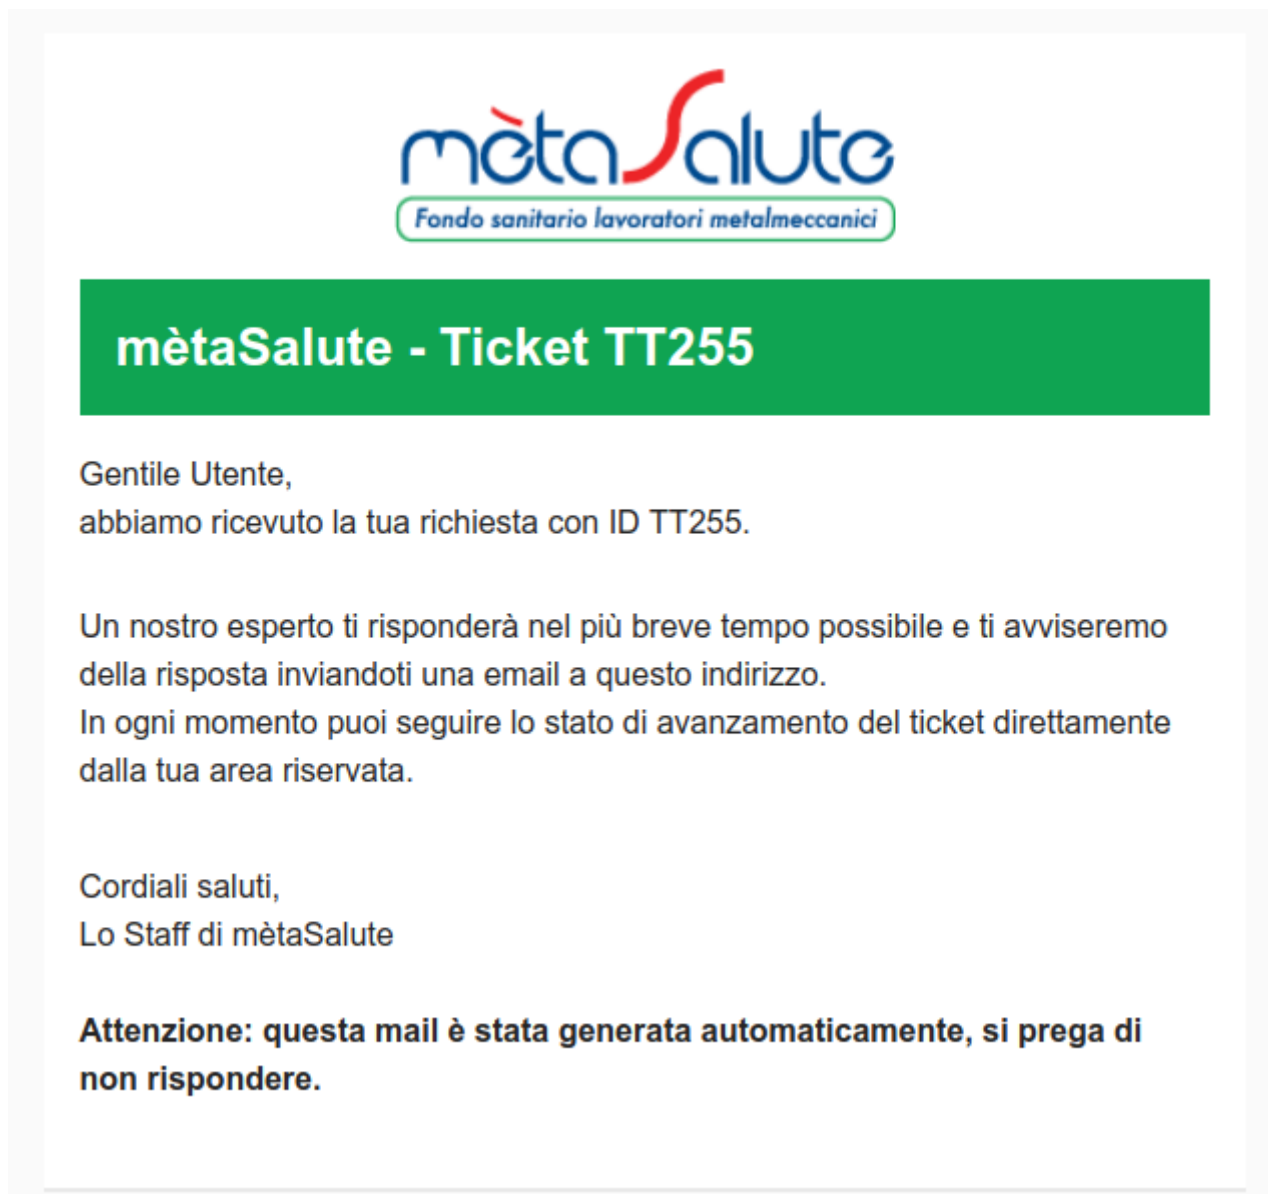 mètaSalute
Fondo sanitario lavoratori metalmeccanici
mètaSalute - Ticket TT255
Gentile Utente,
abbiamo ricevuto la tua richiesta con ID TT255.
Un nostro esperto ti risponderà nel più breve tempo possibile e ti avviseremo
della risposta inviandoti una email a questo indirizzo.
In ogni momento puoi seguire lo stato di avanzamento del ticket direttamente
dalla tua area riservata.
Cordiali saluti,
Lo Staff di mètaSalute
Attenzione: questa mail è stata generata automaticamente, si prega di
non rispondere.